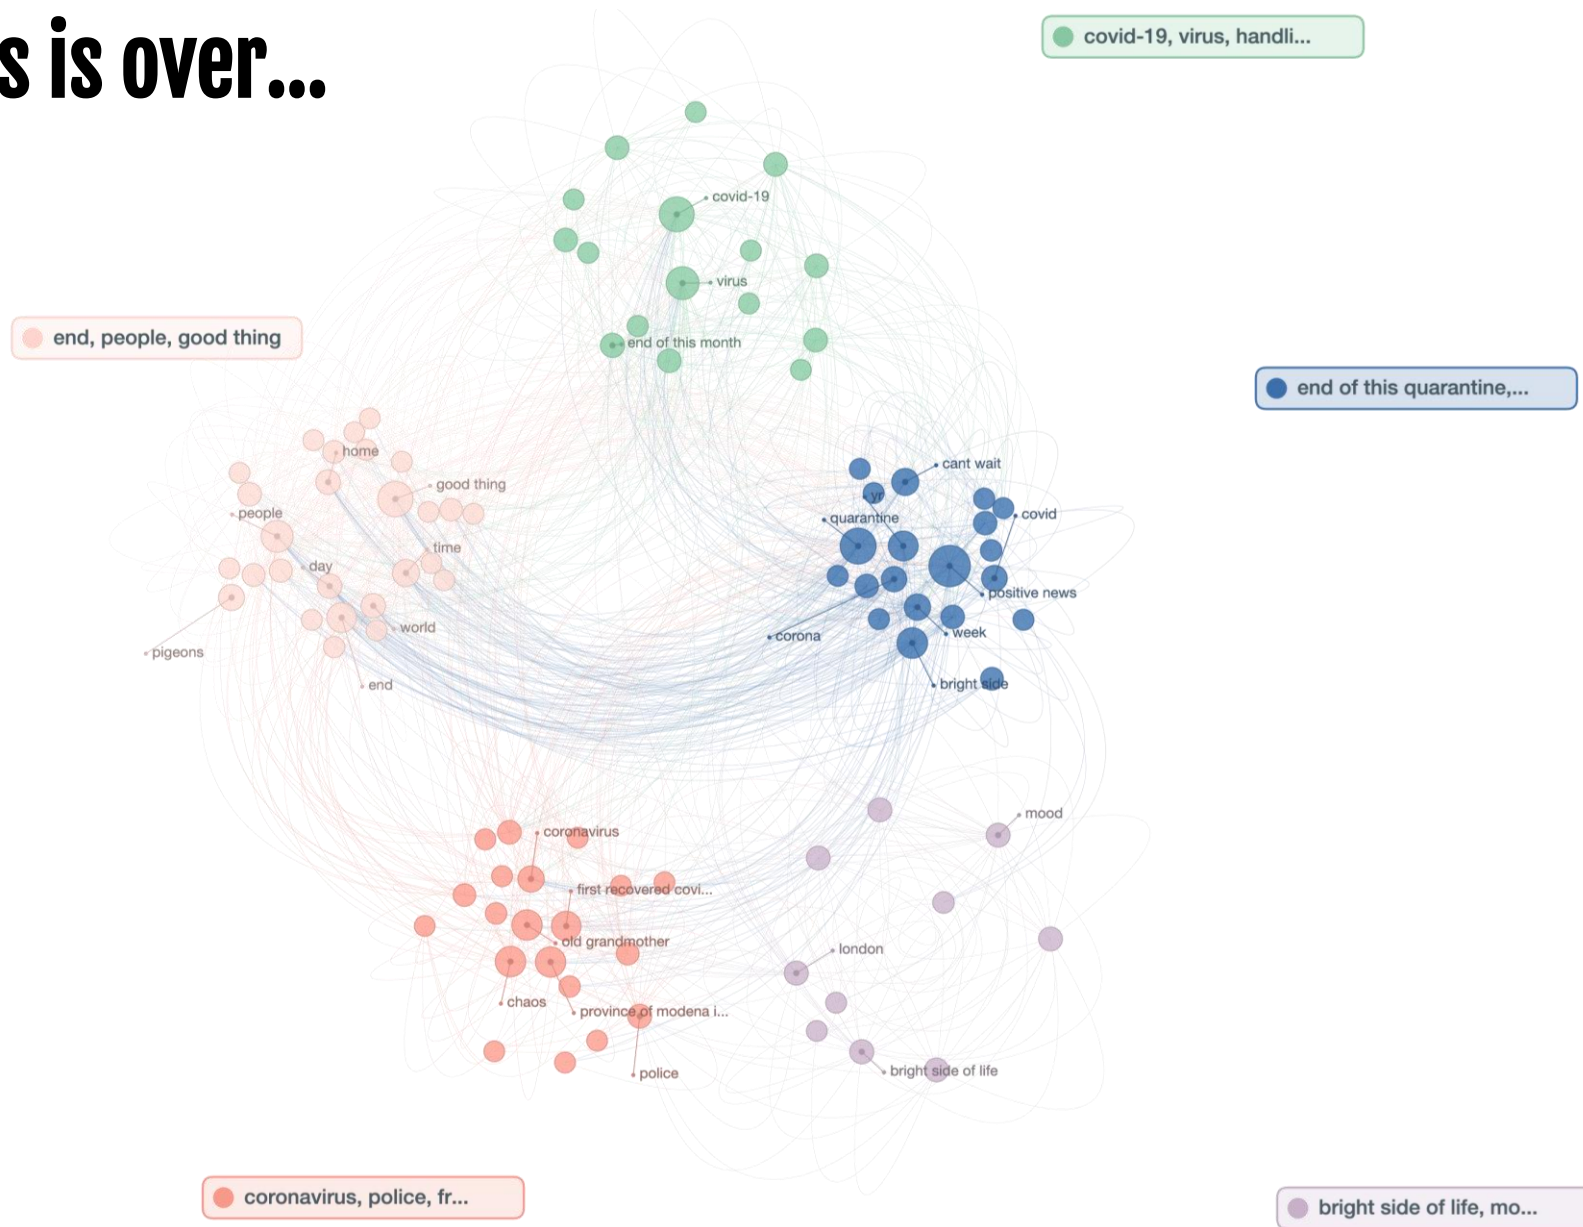 s is over...
covid-19, virus, handli...
covid-19
virus
end of this month
end, people, good thing
end of this quarantine,...
home
good thing
people
time
day
world
pigeons
end
cant wait
yr
quarantine
covid
positive news
corona
week
bright side
coronavirus
first recovered covi...
old grandmother
chaos
province of modena i...
police
mood
london
bright side of life
coronavirus, police, fr...
bright side of life, mo...